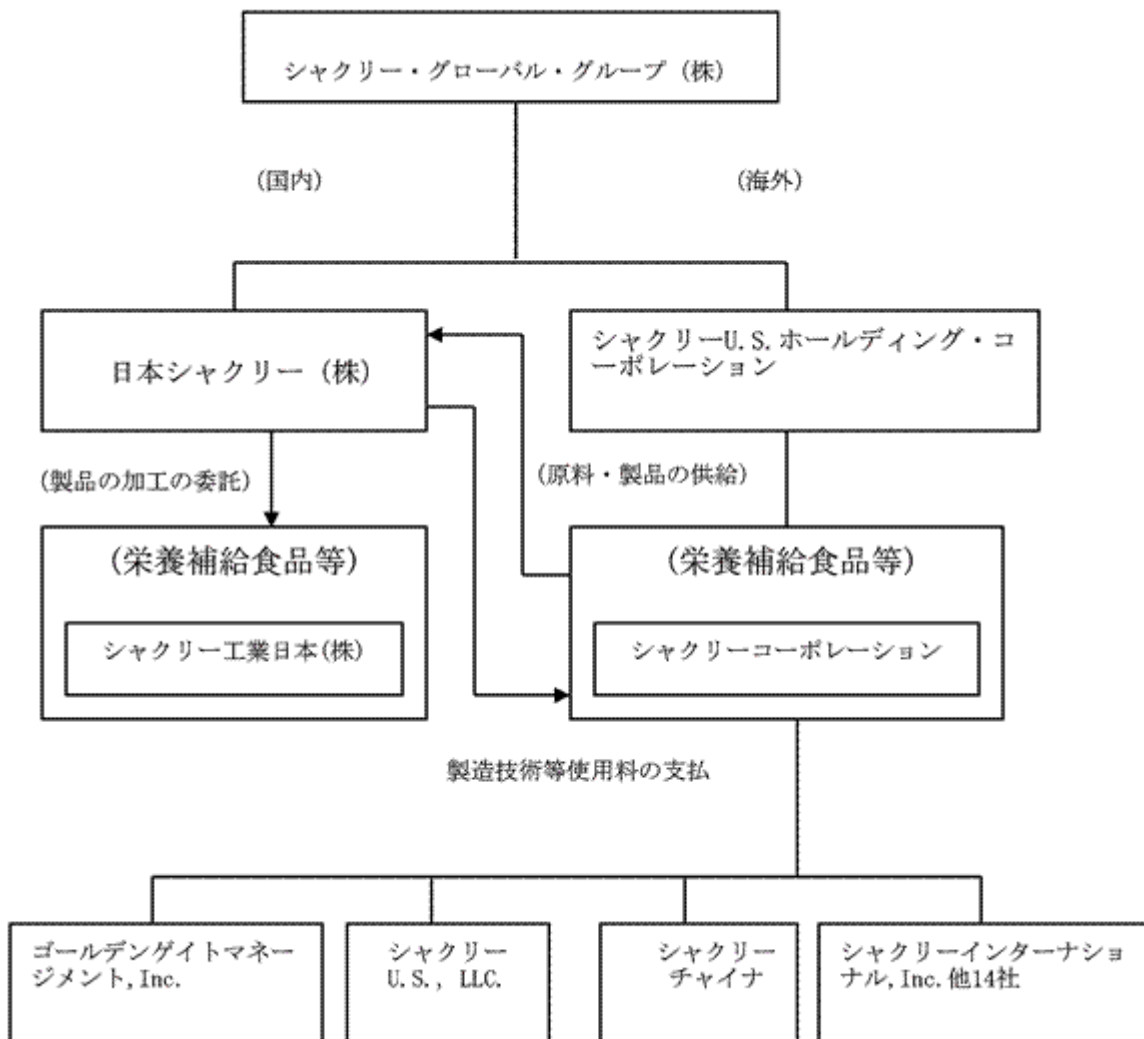 シャクリー・グローバル・グループ（株）
(国内)
(海外)
日本シャクリー（株）
シャクリーU.S.ホールディング・コ
ーポレーション
(製品の加工の委託)
(原料・製品の供給)
(栄養補給食品等)
シャクリー工業日本(株)
(栄養補給食品等)
シャクリーコーポレーション
製造技術等使用料の支払
ゴールデンゲイトマネー
ジメント,Inc.
シャクリー
U.S., LLC.
シャクリー
チャイナ
シャクリーインターナショ
ナル,Inc.他14社